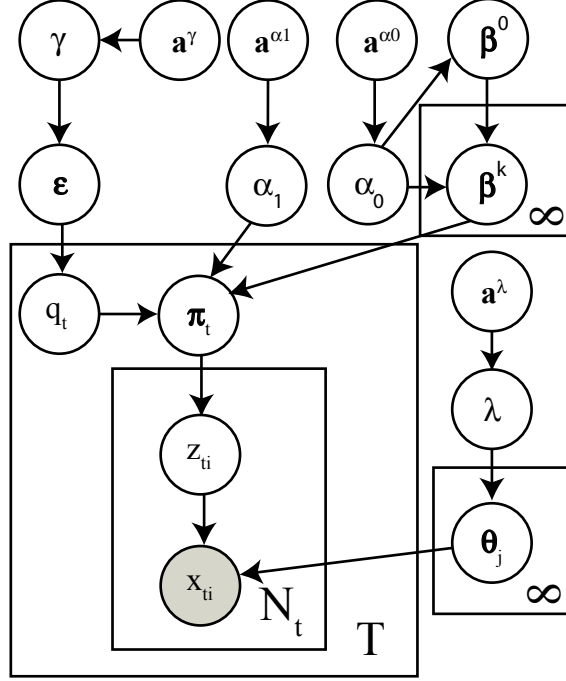 γ a^γ a^α1 a^α0 β^0
ε α_1 α_0 β^k
∞
q_t π_t a^λ
λ
z_ti
θ_j
x_ti
N_t ∞
T